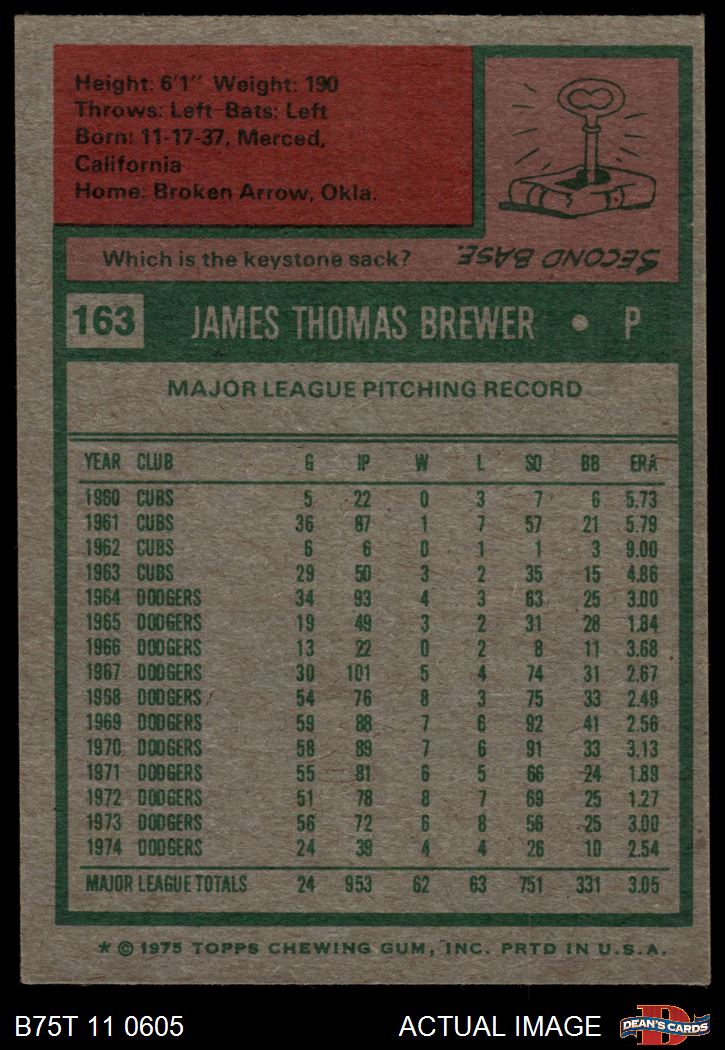 Height: 6'1" Weight: 190
Throws: Left-Bats: Left
Born: 11-17-37, Merced,
California
Home: Broken Arrow, Okla.
Which is the keystone sack? SECOND BASE.
163 JAMES THOMAS BREWER • P
MAJOR LEAGUE PITCHING RECORD
YEAR CLUB G IP W L SO BB ERA
1960 CUBS 5 22 0 3 7 6 5.73
1961 CUBS 36 87 1 7 57 21 5.79
1962 CUBS 6 6 0 1 1 3 9.00
1963 CUBS 29 50 3 2 35 15 4.86
1964 DODGERS 34 93 4 3 63 25 3.00
1965 DODGERS 19 49 3 2 31 28 1.84
1966 DODGERS 13 22 0 2 8 11 3.68
1967 DODGERS 30 101 5 4 74 31 2.67
1968 DODGERS 54 76 8 3 75 33 2.49
1969 DODGERS 59 88 7 6 92 41 2.56
1970 DODGERS 58 89 7 6 91 33 3.13
1971 DODGERS 55 81 6 5 66 24 1.89
1972 DODGERS 51 78 8 7 69 25 1.27
1973 DODGERS 56 72 6 8 56 25 3.00
1974 DODGERS 24 39 4 4 26 10 2.54
MAJOR LEAGUE TOTALS 24 953 62 63 751 331 3.05
* © 1975 TOPPS CHEWING GUM, INC. PRTD IN U.S.A.
B75T 11 0605 ACTUAL IMAGE D DEAN'S CARDS